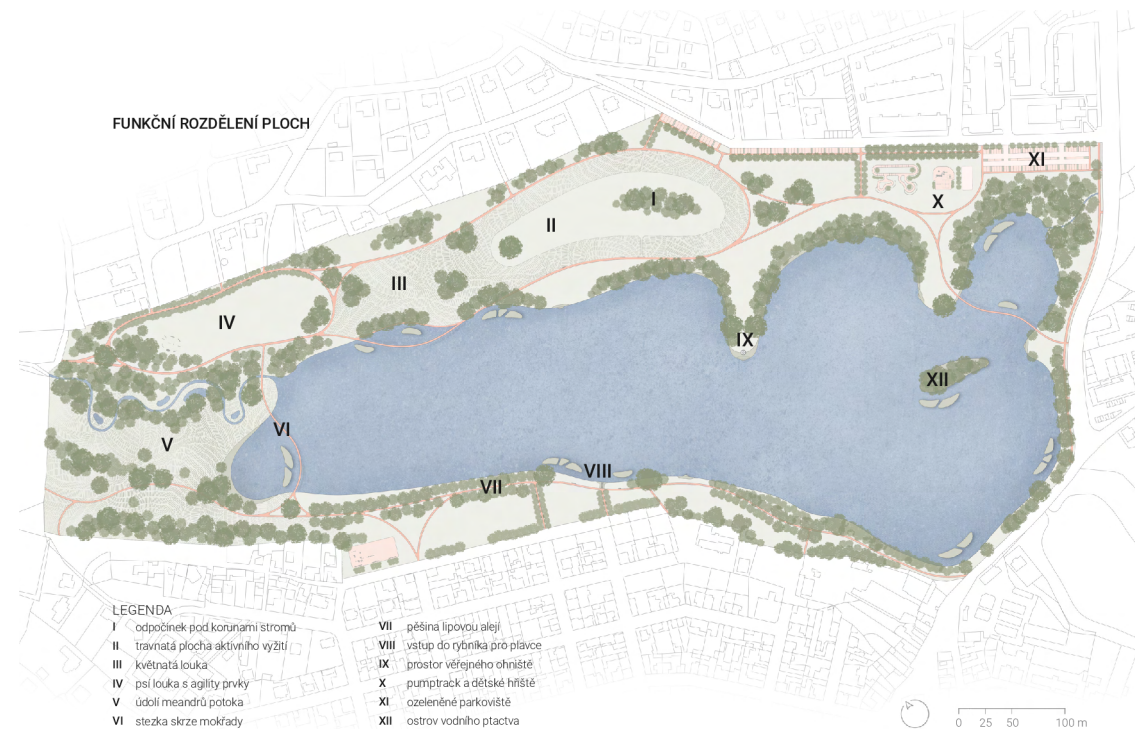 FUNKČNÍ ROZDĚLENÍ PLOCH
XI
I
X
II
III
IV
IX
XII
VI
V
VIII
VII
LEGENDA
I odpočinek pod korunami stromů
II travnatá plocha aktivního vyžití
III květnatá louka
IV psí louka s agility prvky
V údolí meandrů potoka
VI stezka skrze mokřady
VII pěšina lipovou alejí
VIII vstup do rybníka pro plavce
IX prostor věřejného ohniště
X pumptrack a dětské hřiště
XI ozeleněné parkoviště
XII ostrov vodního ptactva
0 25 50 100 m